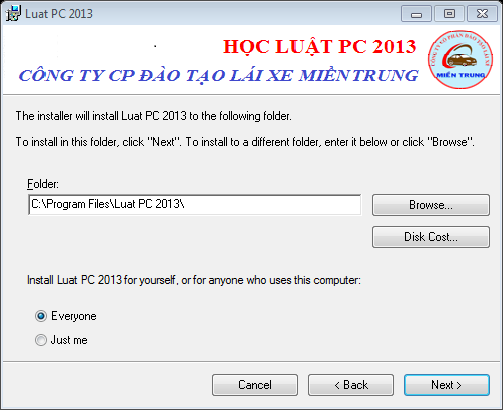 Luat PC 2013
HỌC LUẬT PC 2013
CÔNG TY CP ĐÀO TẠO LÁI XE MIỀN TRUNG
CÔNG TY CỔ PHẦN ĐÀO TẠO LÁI XE
MIỀN TRUNG
The installer will install Luat PC 2013 to the following folder.
To install in this folder, click "Next". To install to a different folder, enter it below or click "Browse".
Folder:
C:\Program Files\Luat PC 2013\
Browse...
Disk Cost...
Install Luat PC 2013 for yourself, or for anyone who uses this computer:
Everyone
Just me
Cancel
< Back
Next >